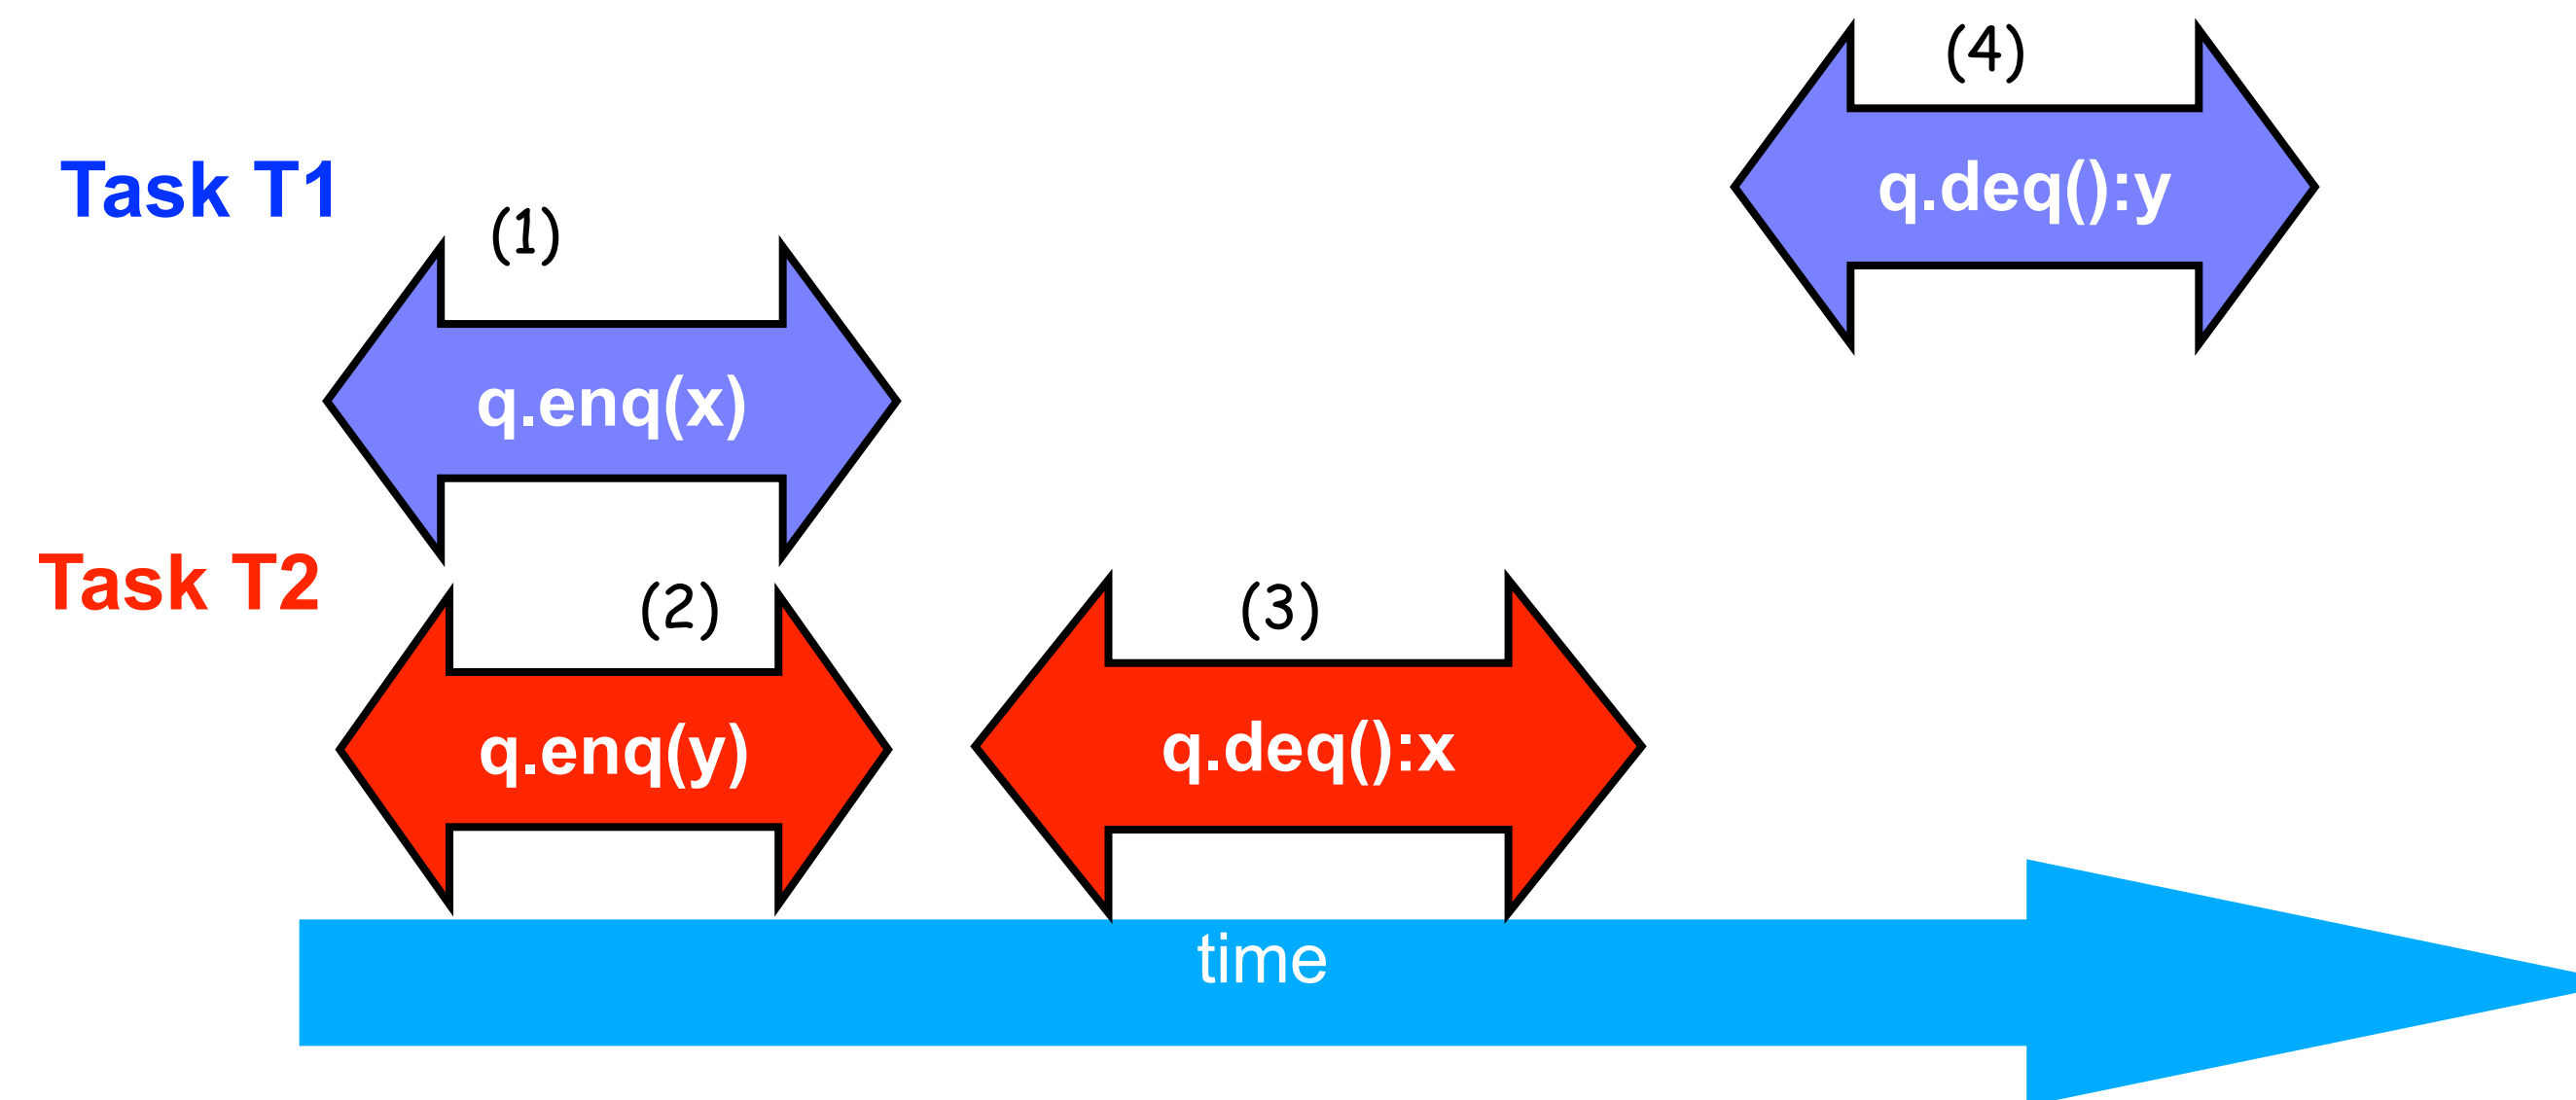 (4)
Task T1
q.deq():y
(1)
q.enq(x)
Task T2
(2)
(3)
q.enq(y)
q.deq():x
time